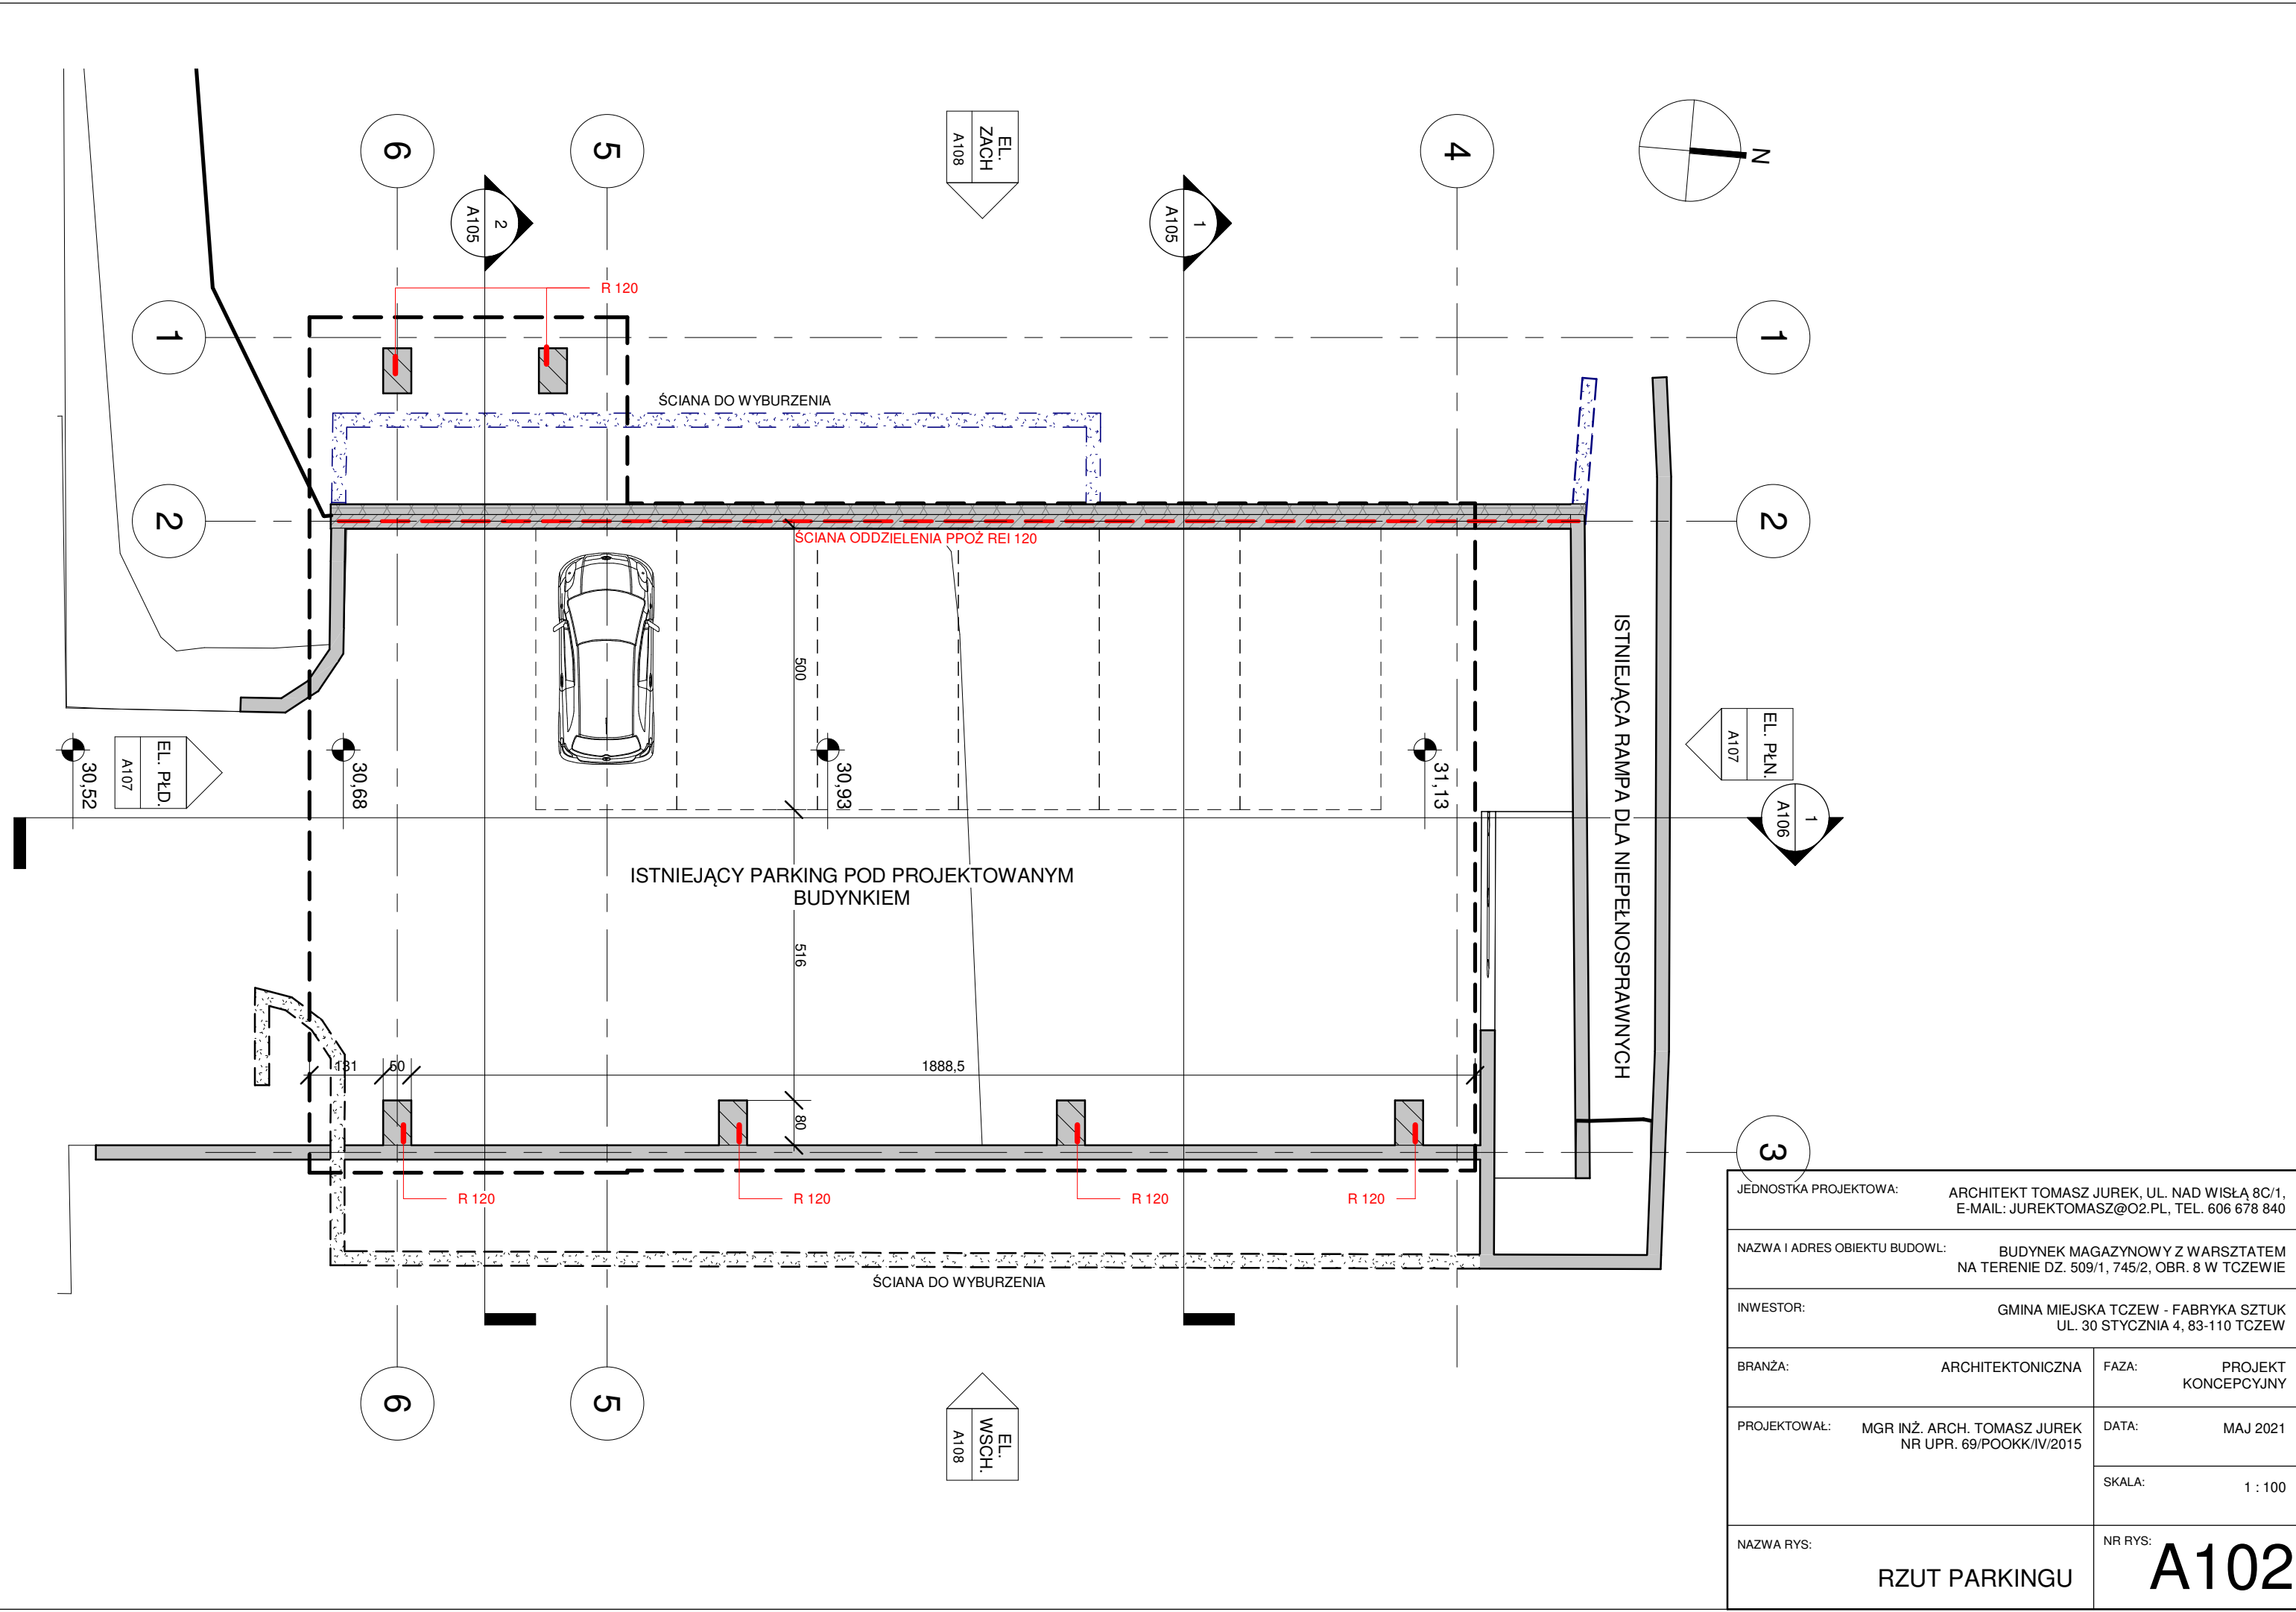 6
5
4
N
EL.
ZACH
A108
2
A105
1
A105
R 120
1
1
ŚCIANA DO WYBURZENIA
2
2
ŚCIANA ODDZIELENIA PPOŻ REI 120
500
ISTNIEJĄCA RAMPA DLA NIEPEŁNOSPRAWNYCH
30,52
EL. PŁD.
A107
30,68
30,93
31,13
EL. PŁN.
A107
1
A106
ISTNIEJĄCY PARKING POD PROJEKTOWANYM
BUDYNKIEM
516
131
50
1888,5
80
3
R 120
R 120
R 120
R 120
ŚCIANA DO WYBURZENIA
6
5
EL.
WSCH.
A108
JEDNOSTKA PROJEKTOWA:
ARCHITEKT TOMASZ JUREK, UL. NAD WISŁĄ 8C/1,
E-MAIL: JUREKTOMASZ@O2.PL, TEL. 606 678 840
NAZWA I ADRES OBIEKTU BUDOWL:
BUDYNEK MAGAZYNOWY Z WARSZTATEM
NA TERENIE DZ. 509/1, 745/2, OBR. 8 W TCZEWIE
INWESTOR:
GMINA MIEJSKA TCZEW - FABRYKA SZTUK
UL. 30 STYCZNIA 4, 83-110 TCZEW
BRANŻA:
ARCHITEKTONICZNA
FAZA:
PROJEKT
KONCEPCYJNY
PROJEKTOWAŁ:
MGR INŻ. ARCH. TOMASZ JUREK
NR UPR. 69/POOKK/IV/2015
DATA:
MAJ 2021
SKALA:
1 : 100
NAZWA RYS:
RZUT PARKINGU
NR RYS:
A102